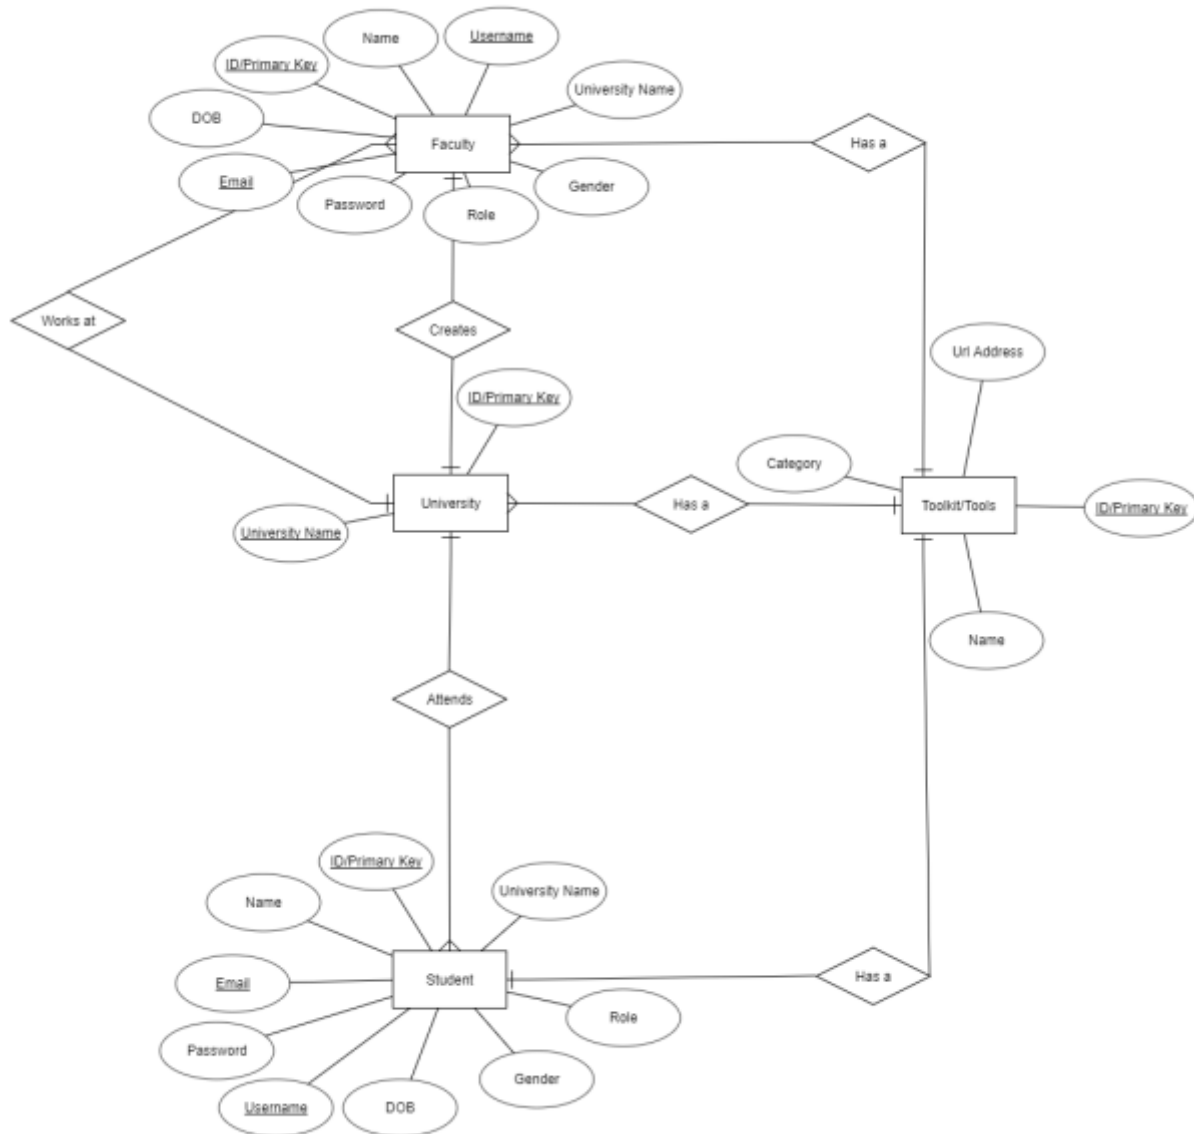 Name
Username
ID/Primary Key
University Name
DOB
Faculty
Has a
Email
Password
Role
Gender
Works at
Creates
Url Address
ID/Primary Key
Category
University
Has a
Toolkit/Tools
ID/Primary Key
University Name
Name
Attends
ID/Primary Key
University Name
Name
Email
Student
Has a
Role
Password
Gender
Username
DOB